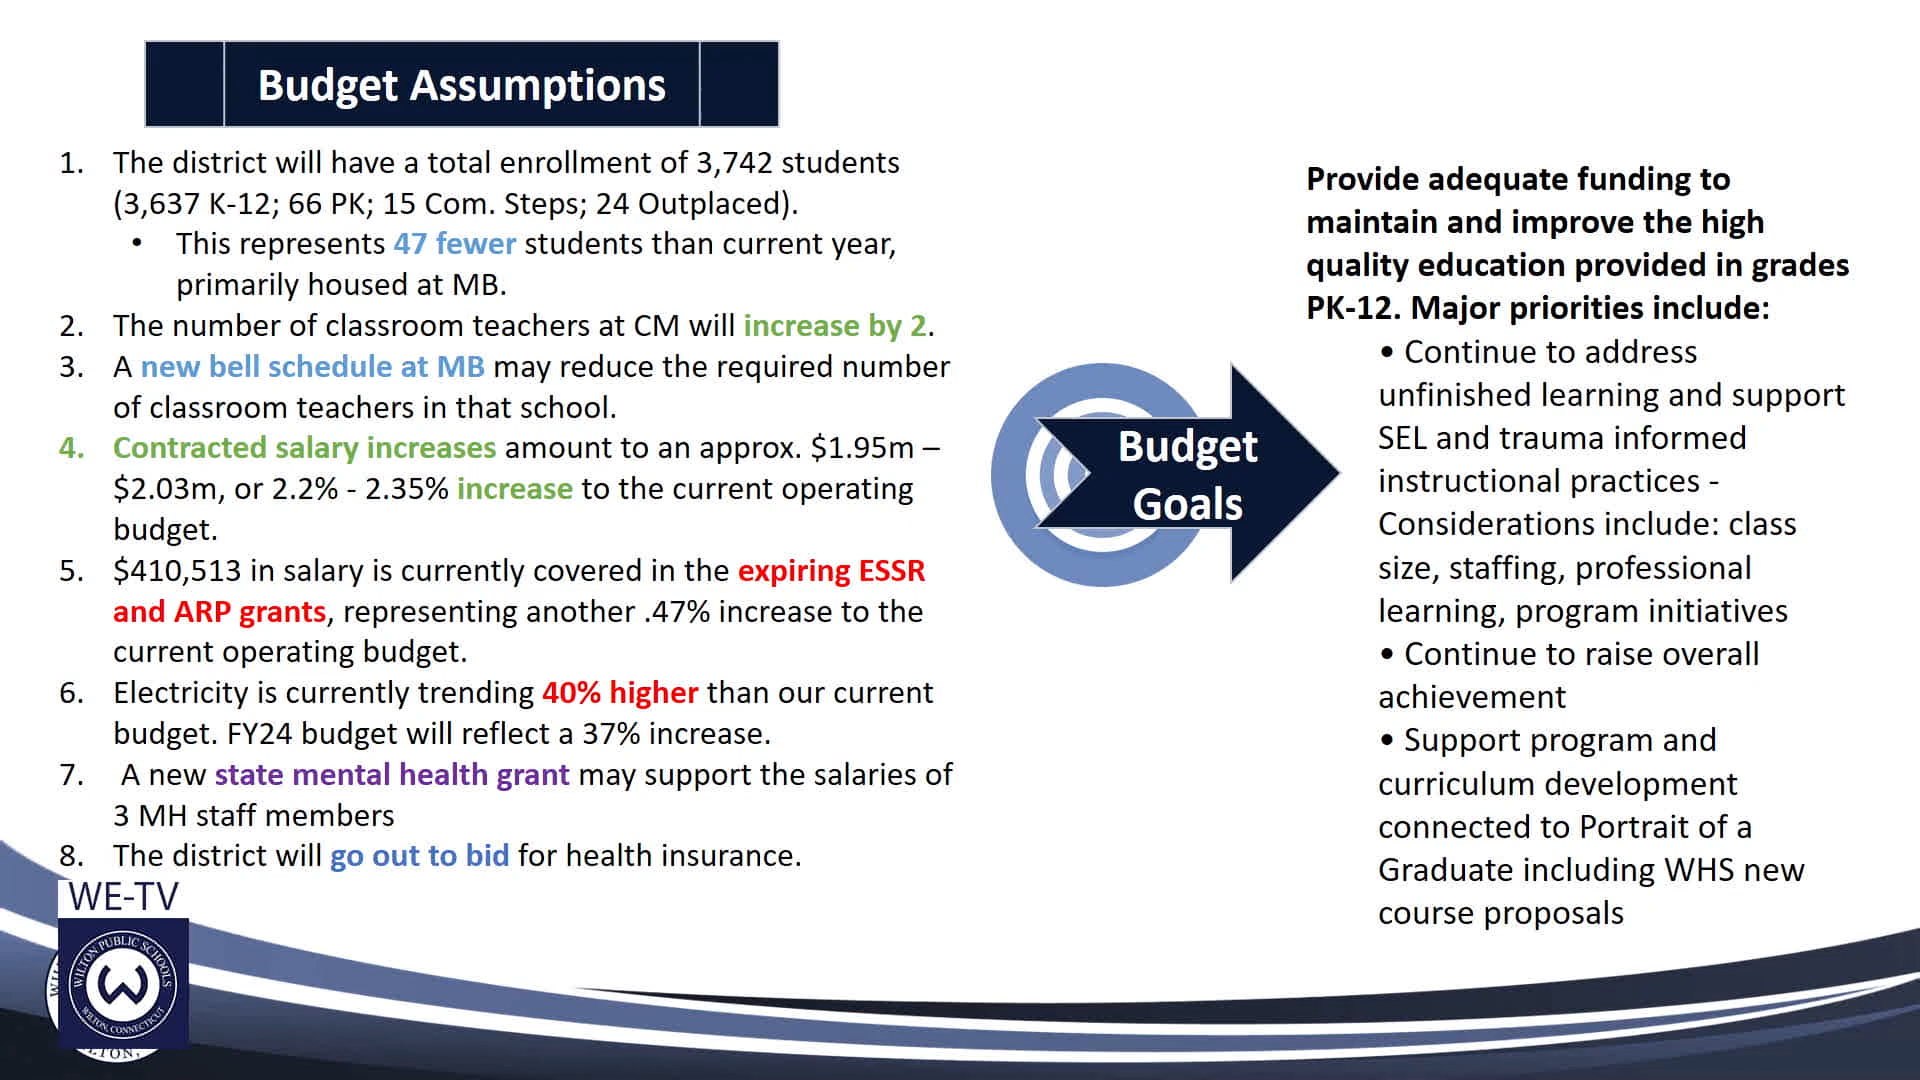 Budget Assumptions
1. The district will have a total enrollment of 3,742 students
(3,637 K-12; 66 PK; 15 Com. Steps; 24 Outplaced).
• This represents 47 fewer students than current year,
primarily housed at MB.
2. The number of classroom teachers at CM will increase by 2.
3. A new bell schedule at MB may reduce the required number
of classroom teachers in that school.
4. Contracted salary increases amount to an approx. $1.95m –
$2.03m, or 2.2% - 2.35% increase to the current operating
budget.
5. $410,513 in salary is currently covered in the expiring ESSR
and ARP grants, representing another .47% increase to the
current operating budget.
6. Electricity is currently trending 40% higher than our current
budget. FY24 budget will reflect a 37% increase.
7. A new state mental health grant may support the salaries of
3 MH staff members
8. The district will go out to bid for health insurance.
Budget
Goals
Provide adequate funding to
maintain and improve the high
quality education provided in grades
PK-12. Major priorities include:
• Continue to address
unfinished learning and support
SEL and trauma informed
instructional practices -
Considerations include: class
size, staffing, professional
learning, program initiatives
• Continue to raise overall
achievement
• Support program and
curriculum development
connected to Portrait of a
Graduate including WHS new
course proposals
WE-TV
WILTON PUBLIC SCHOOLS
W
WILTON, CONNECTICUT